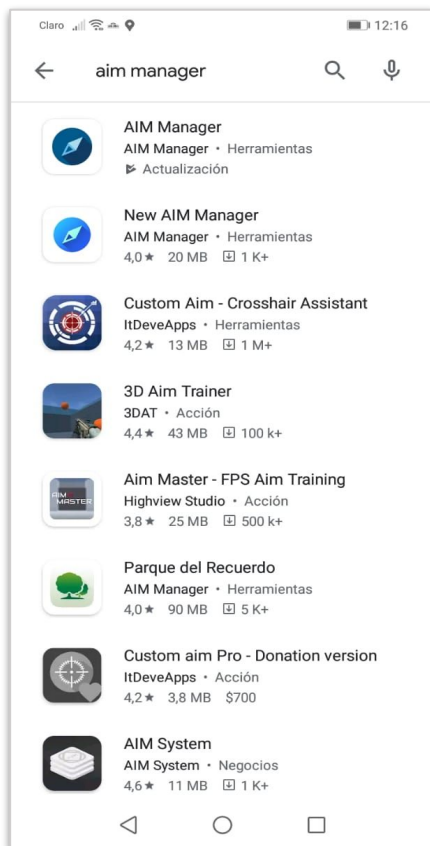 Claro 12:16
aim manager
AIM Manager
AIM Manager • Herramientas
Actualización
New AIM Manager
AIM Manager • Herramientas
4,0★ 20 MB 1 K+
Custom Aim - Crosshair Assistant
ItDeveApps • Herramientas
4,2★ 13 MB 1 M+
3D Aim Trainer
3DAT • Acción
4,4★ 43 MB 100 k+
AIM
MASTER
Aim Master - FPS Aim Training
Highview Studio • Acción
3,8★ 25 MB 500 k+
Parque del Recuerdo
AIM Manager • Herramientas
4,0★ 90 MB 5 K+
Custom aim Pro - Donation version
ItDeveApps • Acción
4,2★ 3,8 MB $700
AIM System
AIM System • Negocios
4,6★ 11 MB 1 K+